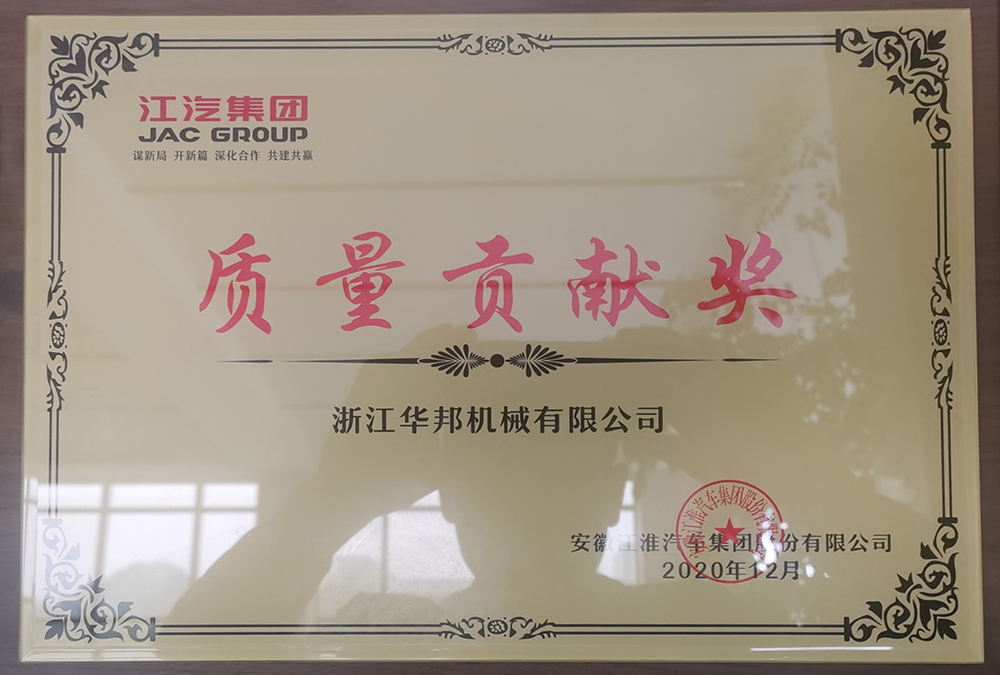 江汽集团
JAC GROUP
谋新局 开新篇 深化合作 共建共赢
质量贡献奖
浙江华邦机械有限公司
安徽江淮汽车集团股份有限公司
2020年12月